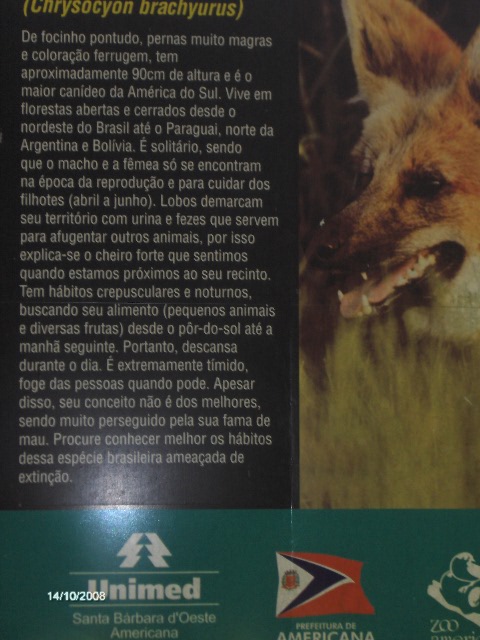 (Chrysocyon brachyurus)
De focinho pontudo, pernas muito magras
e coloração ferrugem, tem
aproximadamente 90cm de altura e é o
maior canídeo da América do Sul. Vive em
florestas abertas e cerrados desde o
nordeste do Brasil até o Paraguai, norte da
Argentina e Bolívia. É solitário, sendo
que o macho e a fêmea só se encontram
na época da reprodução e para cuidar dos
filhotes (abril a junho). Lobos demarcam
seu território com urina e fezes que servem
para afugentar outros animais, por isso
explica-se o cheiro forte que sentimos
quando estamos próximos ao seu recinto.
Tem hábitos crepusculares e noturnos,
buscando seu alimento (pequenos animais
e diversas frutas) desde o pôr-do-sol até a
manhã seguinte. Portanto, descansa
durante o dia. É extremamente tímido,
foge das pessoas quando pode. Apesar
disso, seu conceito não é dos melhores,
sendo muito perseguido pela sua fama de
mau. Procure conhecer melhor os hábitos
dessa espécie brasileira ameaçada de
extinção.
Unimed
14/10/2008
Santa Bárbara d'Oeste
Americana
PREFEITURA DE
AMERICANA
ZOO